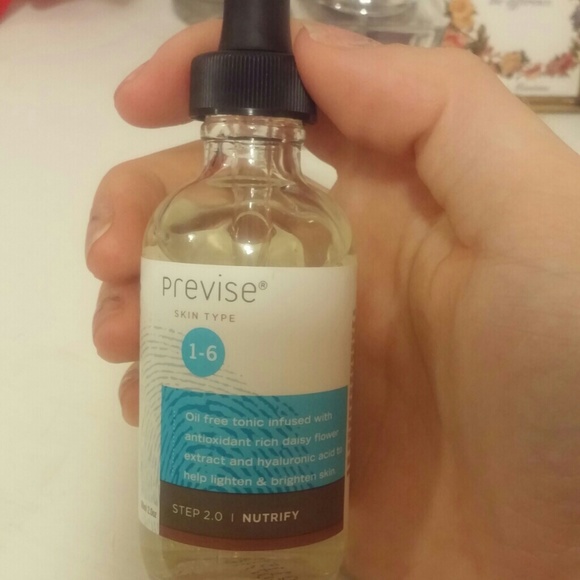 Previse®
SKIN TYPE
1-6
Oil free tonic infused with
antioxidant rich daisy flower
extract and hyaluronic acid to
help lighten & brighten skin
STEP 2.0 | NUTRIFY